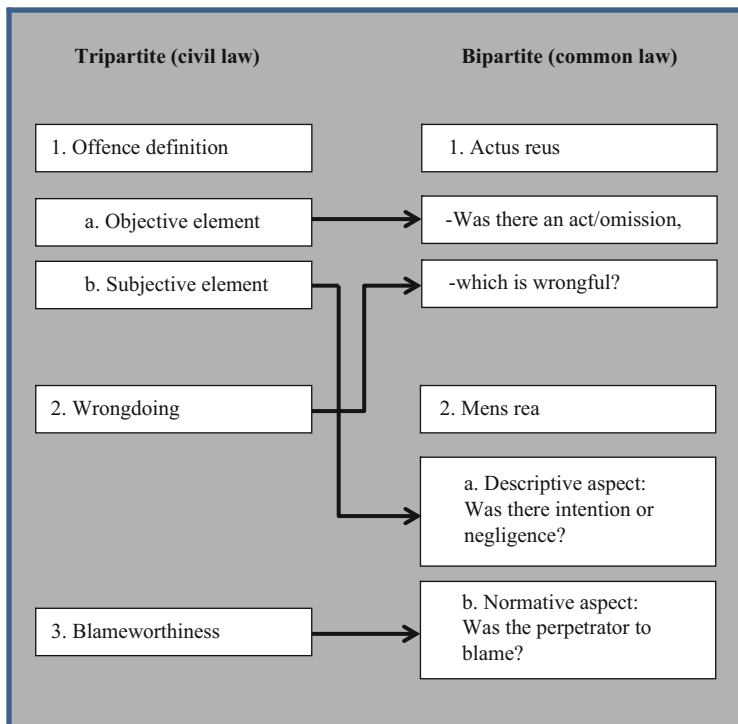 Tripartite (civil law)
Bipartite (common law)
1. Offence definition
1. Actus reus
a. Objective element
-Was there an act/omission,
b. Subjective element
-which is wrongful?
2. Wrongdoing
2. Mens rea
a. Descriptive aspect:
Was there intention or
negligence?
3. Blameworthiness
b. Normative aspect:
Was the perpetrator to
blame?